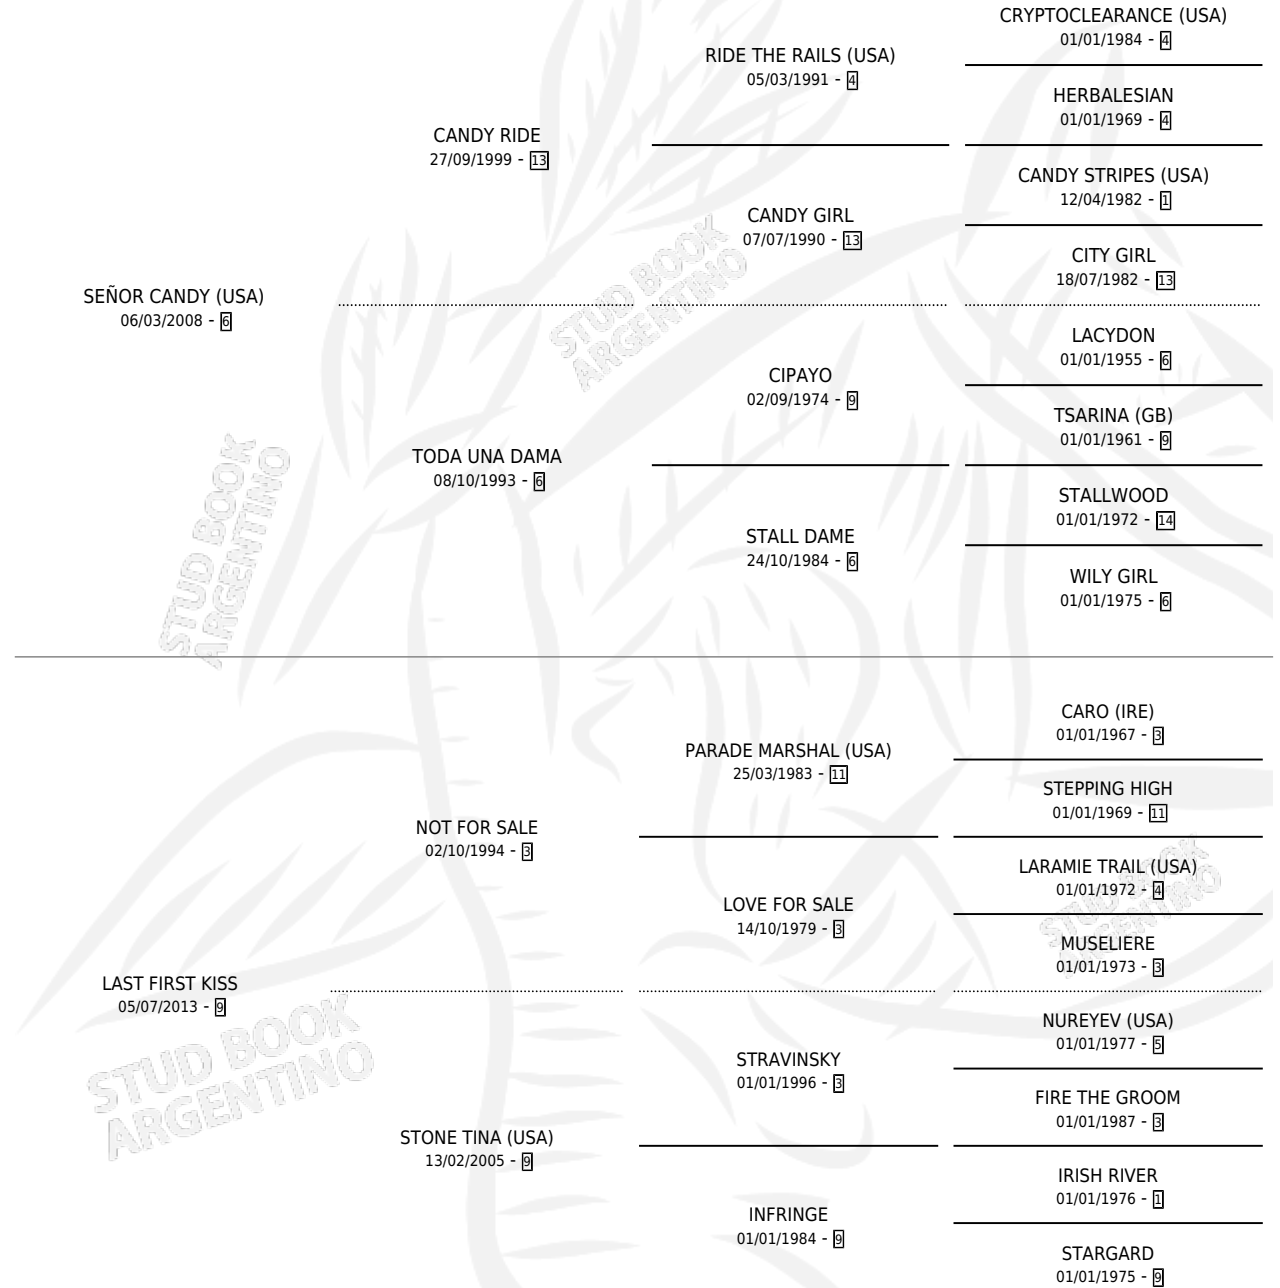 CRYPTOCLEARANCE (USA)
01/01/1984 - 4
RIDE THE RAILS (USA)
05/03/1991 - 4
HERBALESIAN
01/01/1969 - 4
CANDY RIDE
27/09/1999 - 13
CANDY STRIPES (USA)
12/04/1982 - 1
CANDY GIRL
07/07/1990 - 13
CITY GIRL
18/07/1982 - 13
SEÑOR CANDY (USA)
06/03/2008 - 6
LACYDON
01/01/1955 - 6
CIPAYO
02/09/1974 - 9
TSARINA (GB)
01/01/1961 - 9
TODA UNA DAMA
08/10/1993 - 6
STALLWOOD
01/01/1972 - 14
STALL DAME
24/10/1984 - 6
WILY GIRL
01/01/1975 - 6
CARO (IRE)
01/01/1967 - 3
PARADE MARSHAL (USA)
25/03/1983 - 11
STEPPING HIGH
01/01/1969 - 11
NOT FOR SALE
02/10/1994 - 3
LARAMIE TRAIL (USA)
01/01/1972 - 4
LOVE FOR SALE
14/10/1979 - 3
MUSELIERE
01/01/1973 - 3
LAST FIRST KISS
05/07/2013 - 9
NUREYEV (USA)
01/01/1977 - 5
STRAVINSKY
01/01/1996 - 3
FIRE THE GROOM
01/01/1987 - 3
STONE TINA (USA)
13/02/2005 - 9
IRISH RIVER
01/01/1976 - 1
INFRINGE
01/01/1984 - 9
STARGARD
01/01/1975 - 9
STUD BOOK
ARGENTINO
STUD BOOK
ARGENTINO
STUD BOOK
ARGENTINO
STUD BOOK
ARGENTINO